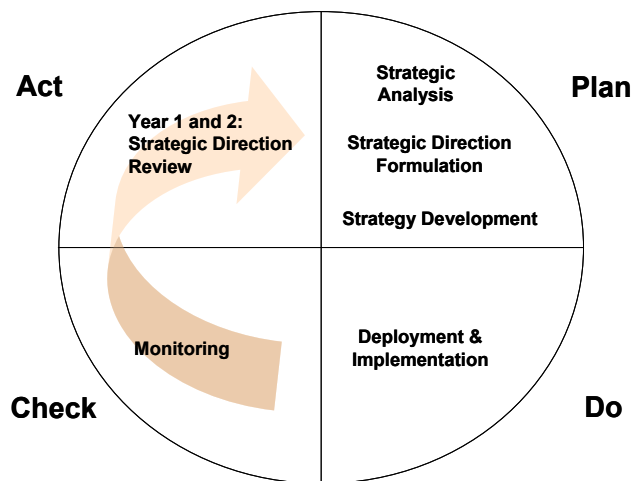 Act
Year 1 and 2:
Strategic Direction
Review
Plan
Strategic
Analysis
Strategic Direction
Formulation
Strategy Development
Check
Monitoring
Do
Deployment &
Implementation